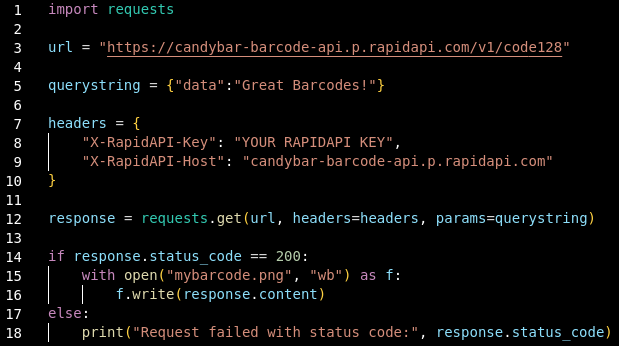 1 import requests
2
3 url = "https://candybar-barcode-api.p.rapidapi.com/v1/code128"
4
5 querystring = {"data":"Great Barcodes!"}
6
7 headers = {
8     "X-RapidAPI-Key": "YOUR RAPIDAPI KEY",
9     "X-RapidAPI-Host": "candybar-barcode-api.p.rapidapi.com"
10 }
11
12 response = requests.get(url, headers=headers, params=querystring)
13
14 if response.status_code == 200:
15     with open("mybarcode.png", "wb") as f:
16         f.write(response.content)
17 else:
18     print("Request failed with status code:", response.status_code)